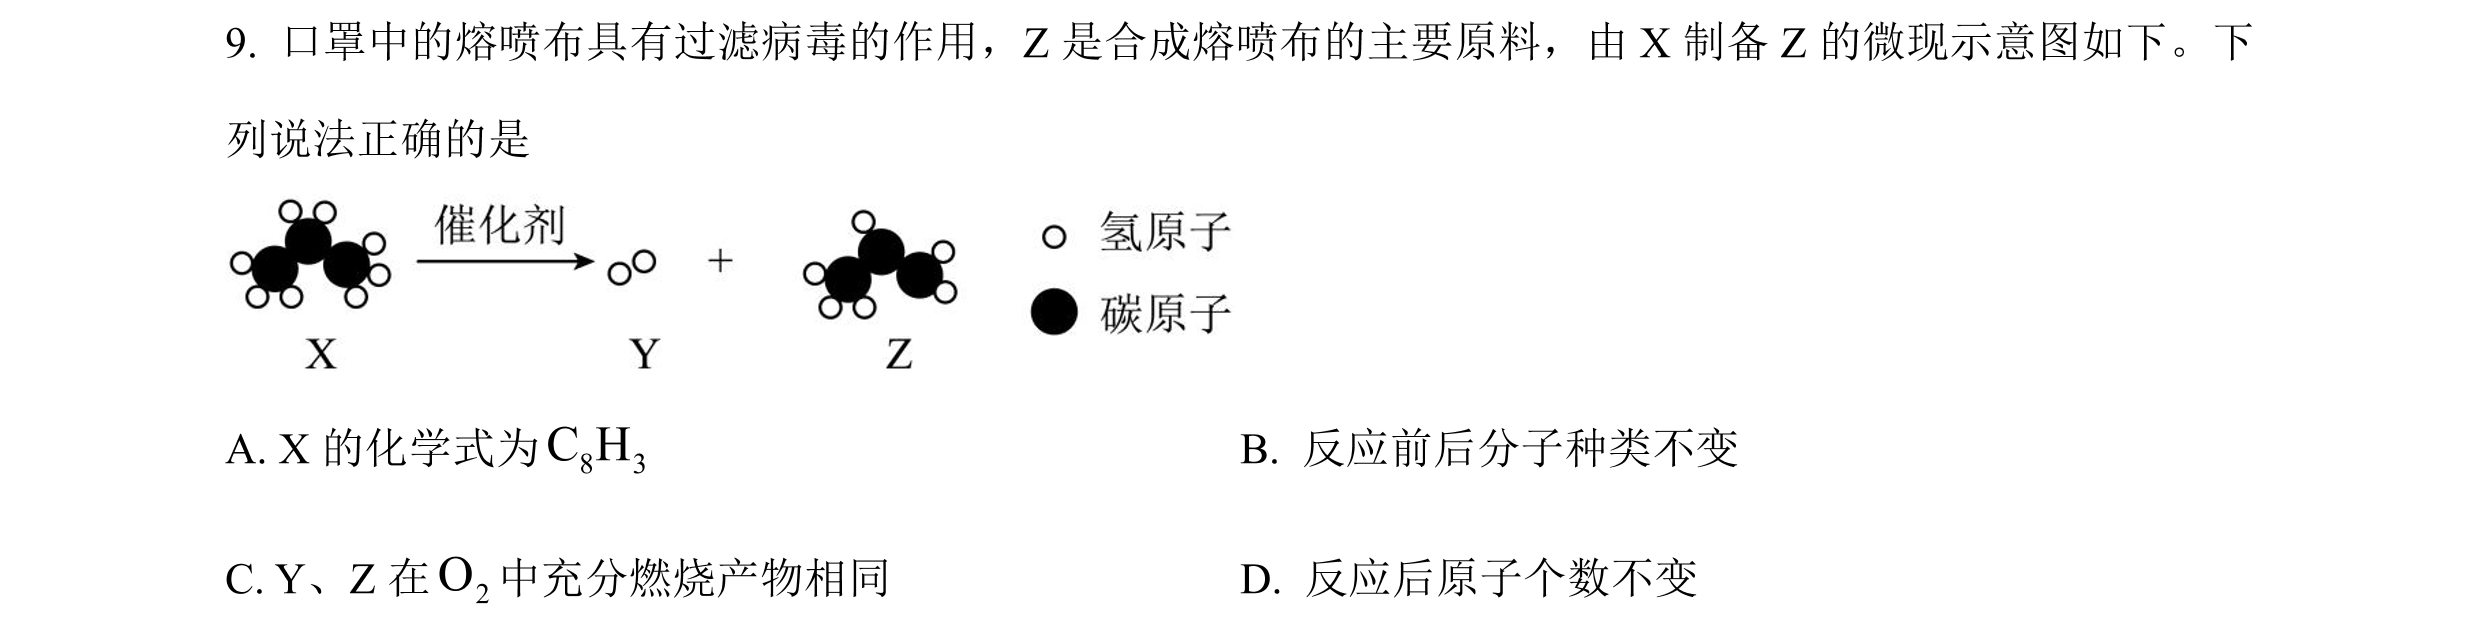 9. 口罩中的熔喷布具有过滤病毒的作用，Z 是合成熔喷布的主要原料，由 X 制备 Z 的微现示意图如下。下
列说法正确的是
催化剂
+
氢原子
碳原子
X Y Z
A. X 的化学式为 C₈H₃ B. 反应前后分子种类不变
C. Y、Z 在 O₂ 中充分燃烧产物相同 D. 反应后原子个数不变